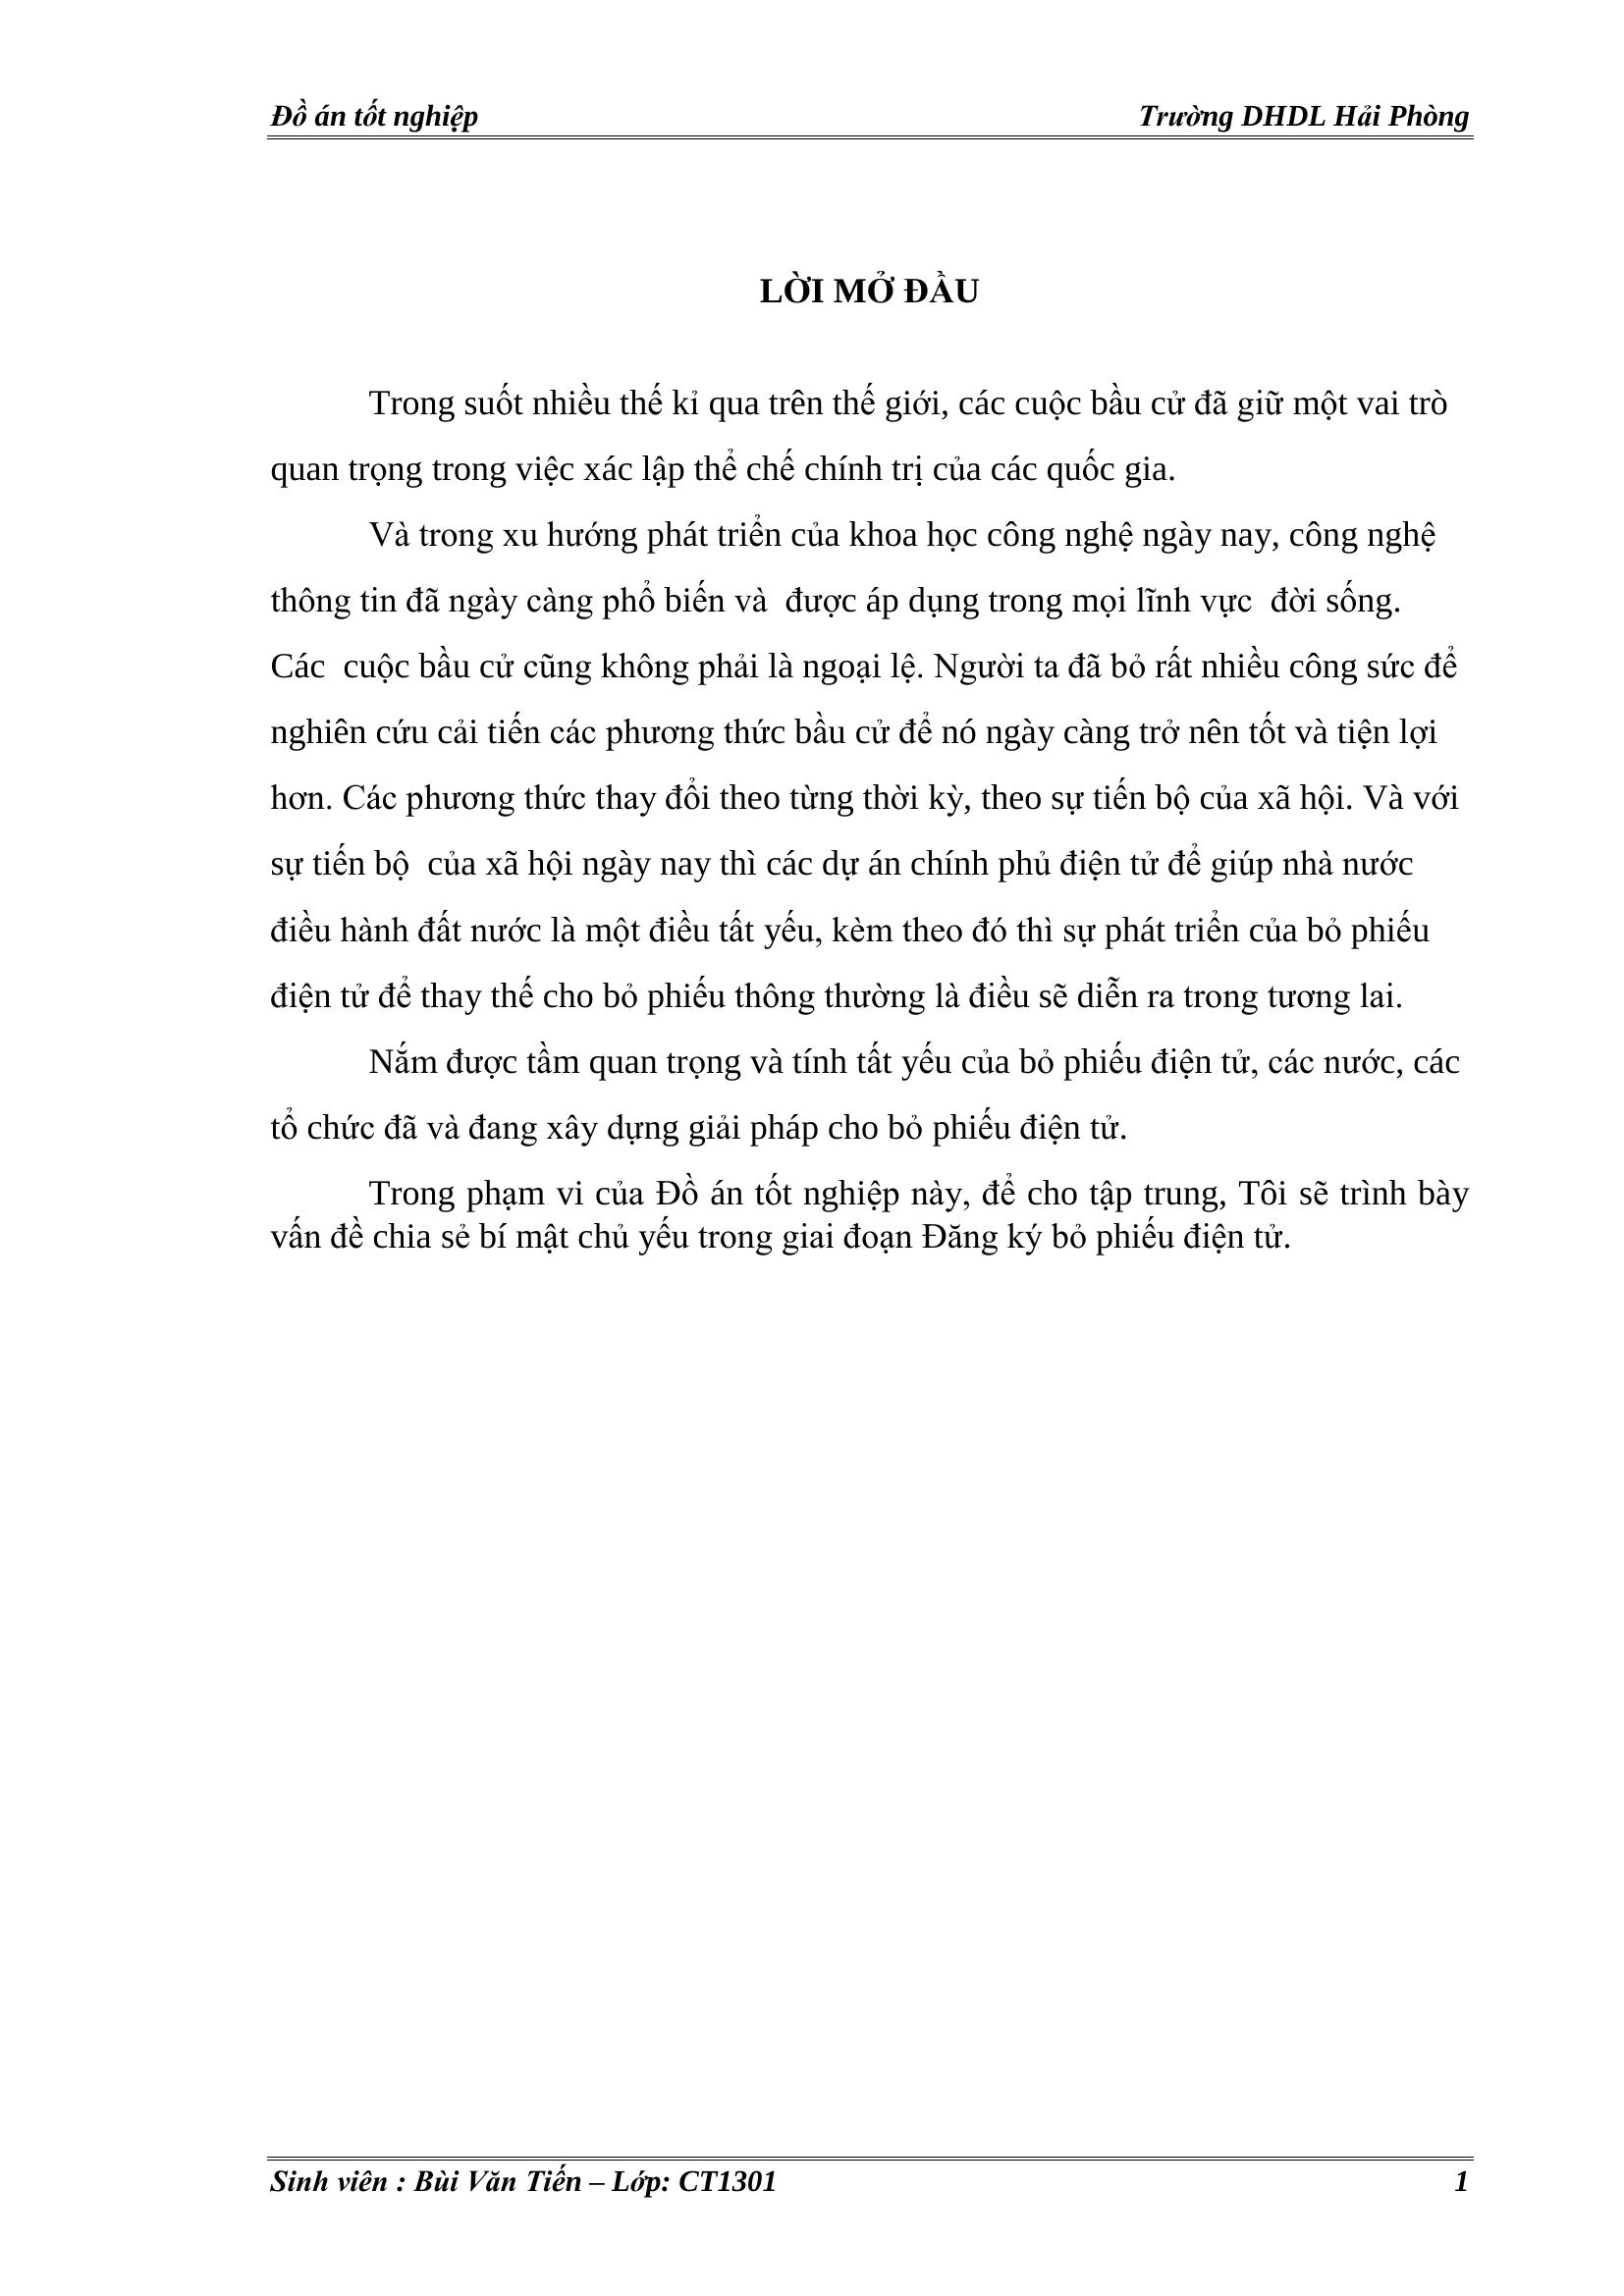 Đồ án tốt nghiệp Trường DHDL Hải Phòng
LỜI MỞ ĐẦU
Trong suốt nhiều thế kỉ qua trên thế giới, các cuộc bầu cử đã giữ một vai trò
quan trọng trong việc xác lập thể chế chính trị của các quốc gia.
Và trong xu hướng phát triển của khoa học công nghệ ngày nay, công nghệ
thông tin đã ngày càng phổ biến và được áp dụng trong mọi lĩnh vực đời sống.
Các cuộc bầu cử cũng không phải là ngoại lệ. Người ta đã bỏ rất nhiều công sức để
nghiên cứu cải tiến các phương thức bầu cử để nó ngày càng trở nên tốt và tiện lợi
hơn. Các phương thức thay đổi theo từng thời kỳ, theo sự tiến bộ của xã hội. Và với
sự tiến bộ của xã hội ngày nay thì các dự án chính phủ điện tử để giúp nhà nước
điều hành đất nước là một điều tất yếu, kèm theo đó thì sự phát triển của bỏ phiếu
điện tử để thay thế cho bỏ phiếu thông thường là điều sẽ diễn ra trong tương lai.
Nắm được tầm quan trọng và tính tất yếu của bỏ phiếu điện tử, các nước, các
tổ chức đã và đang xây dựng giải pháp cho bỏ phiếu điện tử.
Trong phạm vi của Đồ án tốt nghiệp này, để cho tập trung, Tôi sẽ trình bày
vấn đề chia sẻ bí mật chủ yếu trong giai đoạn Đăng ký bỏ phiếu điện tử.
Sinh viên : Bùi Văn Tiến – Lớp: CT1301 1